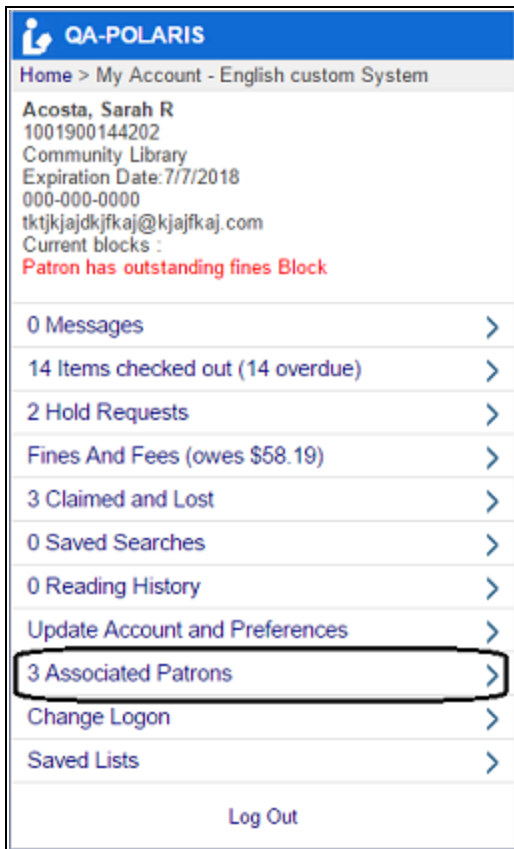 QA-POLARIS
Home > My Account - English custom System
Acosta, Sarah R
1001900144202
Community Library
Expiration Date:7/7/2018
000-000-0000
tktjkjajdkjfkaj@kjajfkaj.com
Current blocks :
Patron has outstanding fines Block
0 Messages
14 Items checked out (14 overdue)
2 Hold Requests
Fines And Fees (owes $58.19)
3 Claimed and Lost
0 Saved Searches
0 Reading History
Update Account and Preferences
3 Associated Patrons
Change Logon
Saved Lists
Log Out